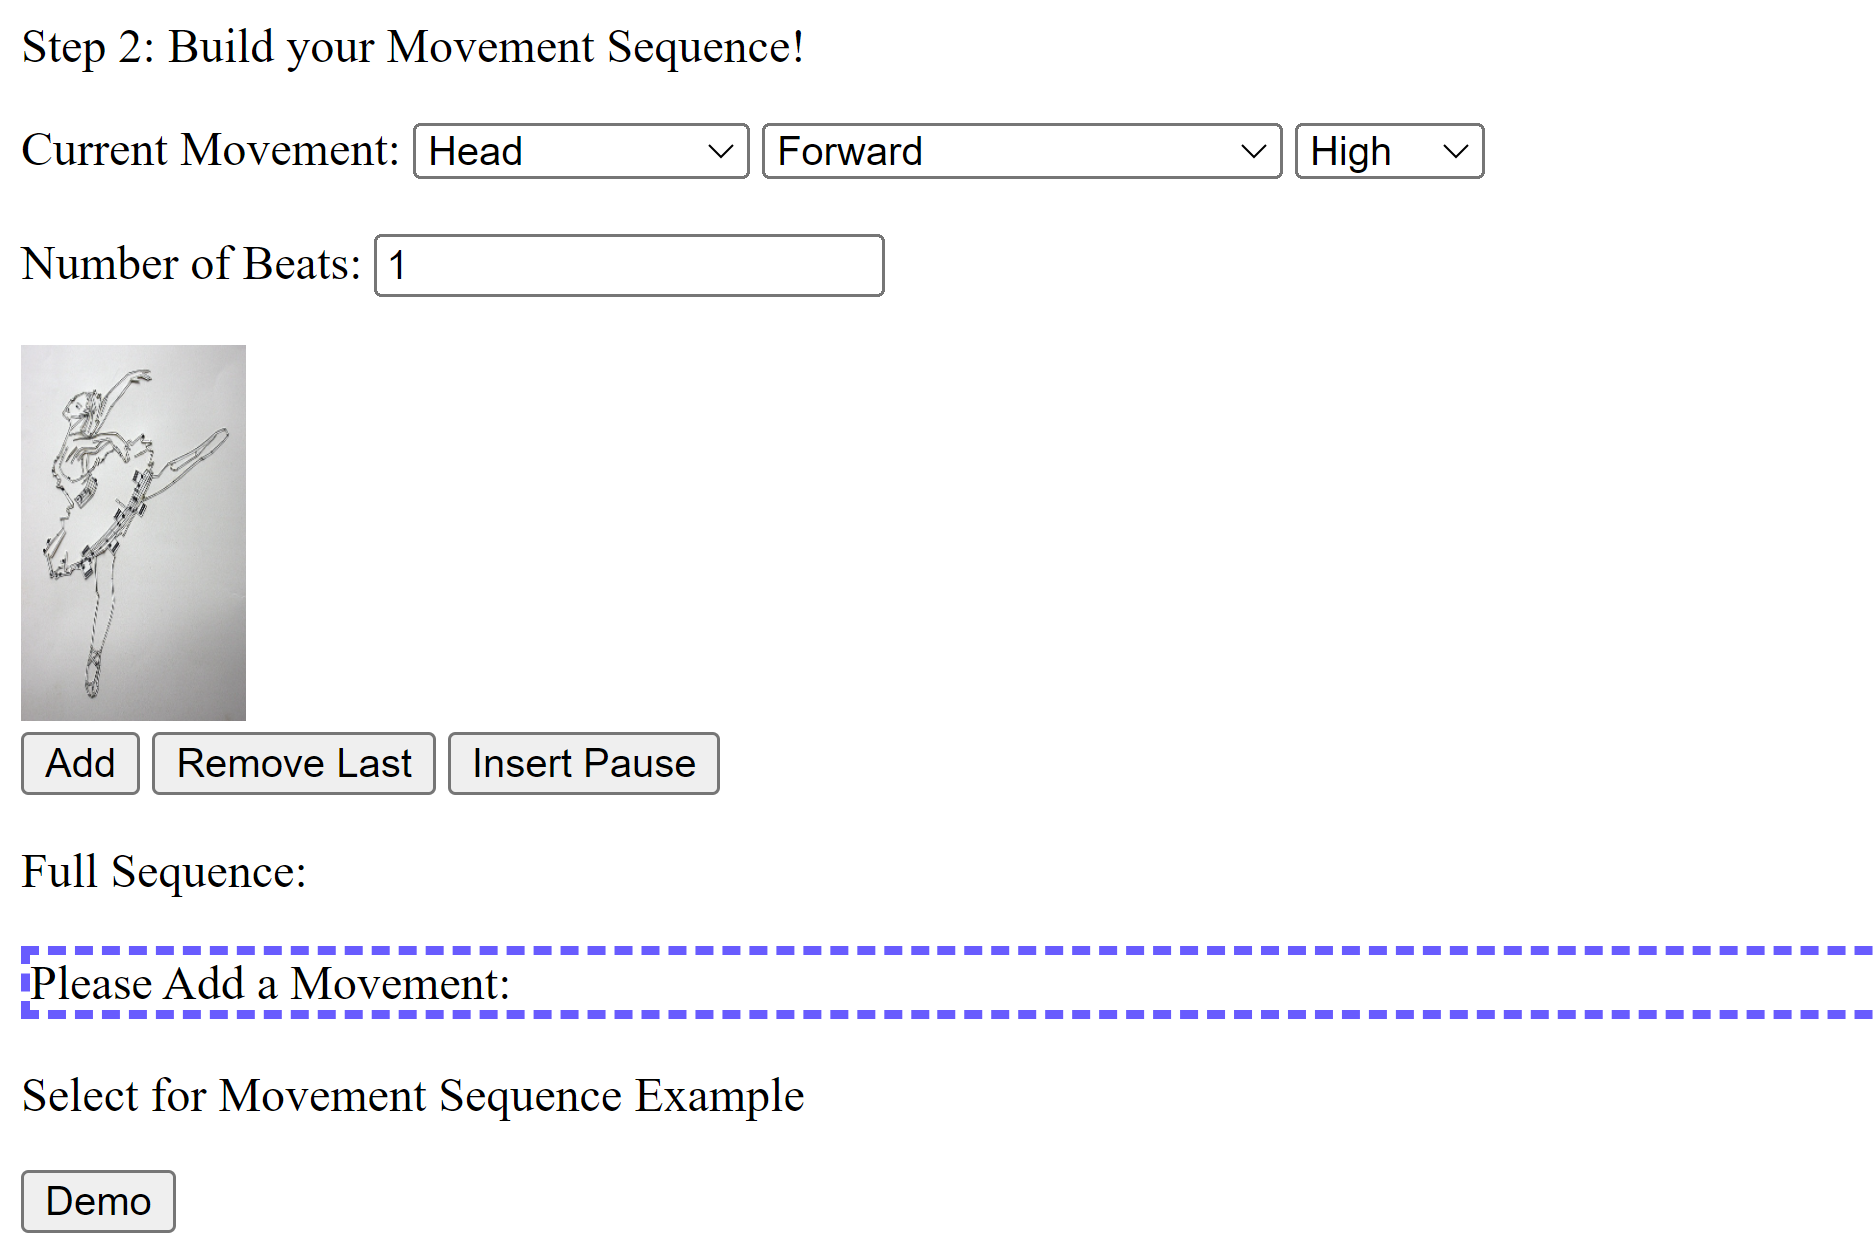 Step 2: Build your Movement Sequence!
Current Movement: Head Forward High
Number of Beats: 1
Add Remove Last Insert Pause
Full Sequence:
Please Add a Movement:
Select for Movement Sequence Example
Demo